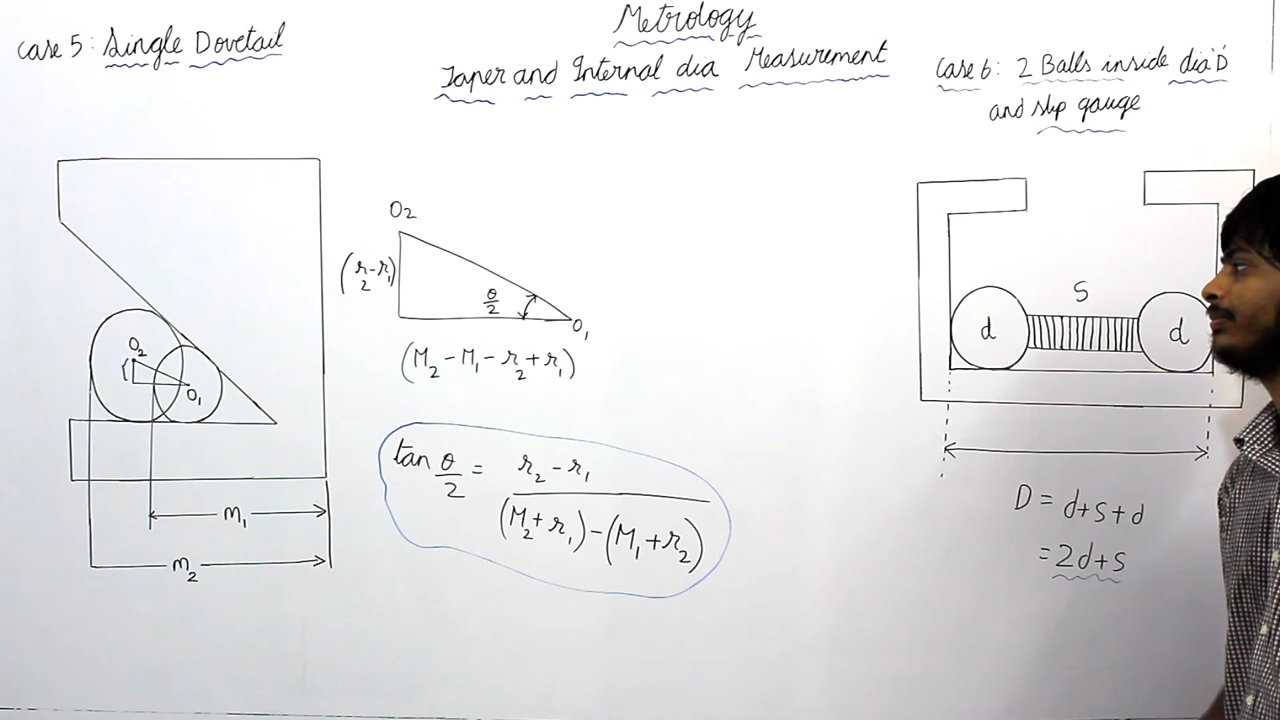 Metrology
Taper and Internal dia Measurement
Case 5: Single Dovetail
O2
O1
m1
m2
O2
(r2-r1)
θ/2
O1
(M2 - M1 - r2 + r1)
tan θ/2 = r2 - r1
(M2 + r1) - (M1 + r2)
Case 6: 2 Balls inside dia 'D'
and slip gauge
S
d
d
D = d+s+d
= 2d+s